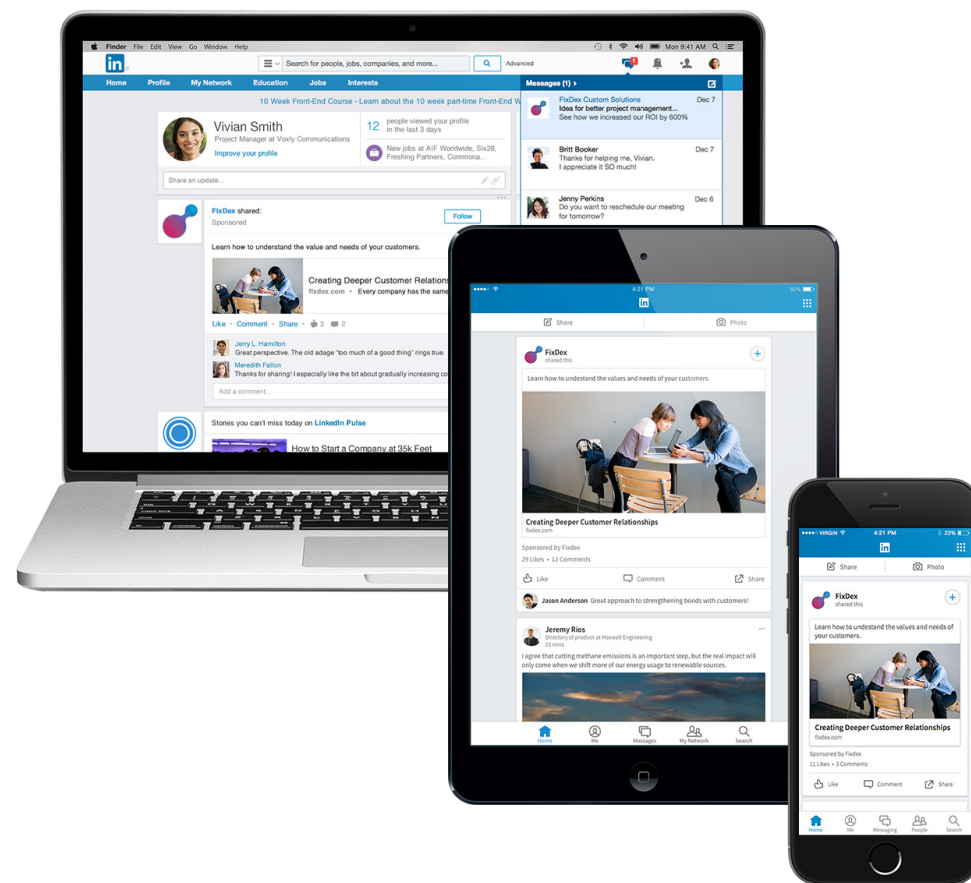 Finder File Edit View Go Window Help
Mon 9:41 AM
in
Search for people, jobs, companies, and more...
Advanced
1
Home Profile My Network Education Jobs Interests
Messages (1)
10 Week Front-End Course - Learn about the 10 week part-time Front-End W
Vivian Smith
Project Manager at Voxly Communications
Improve your profile
12 people viewed your profile
in the last 3 days
New jobs at AIF Worldwide, Six28,
Freshing Partners, Commona...
Share an update...
FixDex Custom Solutions Dec 7
Idea for better project management...
See how we increased our ROI by 600%
Britt Booker Dec 7
Thanks for helping me, Vivian.
I appreciate it SO much!
Jenny Perkins Dec 6
Do you want to reschedule our meeting
for tomorrow?
FixDex shared:
Sponsored
Follow
Learn how to understand the value and needs of your customers.
Creating Deeper Customer Relations
fixdex.com • Every company has the same
Like • Comment • Share • 3 2
Jerry L. Hamilton
Great perspective. The old adage “too much of a good thing” rings true.
Meredith Fallon
Thanks for sharing! I especially like the bit about gradually increasing co
Add a comment...
Stories you can't miss today on LinkedIn Pulse
How to Start a Company at 35k Feet
4:21 PM
82%
in
Share Photo
FixDex
shared this
Learn how to undestand the values and needs of your customers.
Creating Deeper Customer Relationships
fixdex.com
Sponsored by Fixdex
29 Likes • 12 Comments
Like Comment Share
Jason Anderson Great approach to strengthening bonds with customers!
Jeremy Rios
Directory of product at Maxwell Engineering
23 mins
I agree that cutting methane emissions is an important step, but the real impact will
only come when we shift more of our energy usage to renewable sources.
Home Me Messages My Network Search
VIRGIN 4:21 PM 22%
in
Share Photo
FixDex
shared this
Learn how to undestand the values and needs of
your customers.
Creating Deeper Customer Relationships
fixdex.com
Sponsored by Fixdex
11 Likes • 3 Comments
Like Comment Share
Home Me Messaging People Search